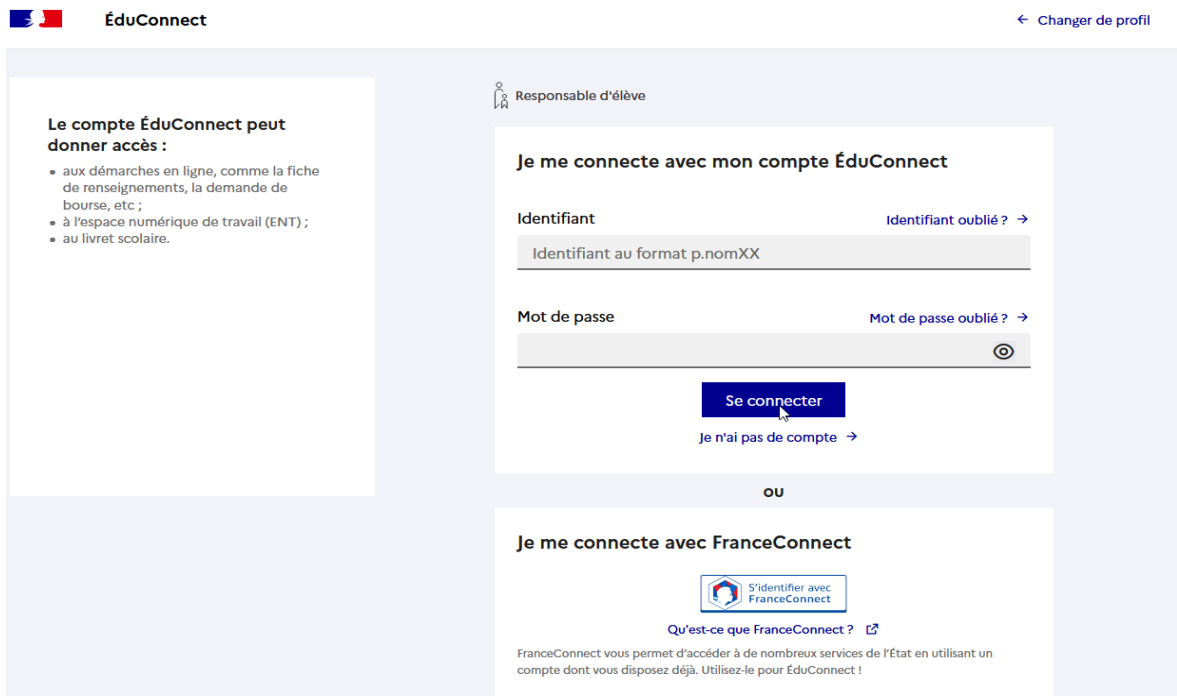 ÉduConnect
← Changer de profil
Le compte ÉduConnect peut
donner accès :
• aux démarches en ligne, comme la fiche
de renseignements, la demande de
bourse, etc ;
• à l'espace numérique de travail (ENT) ;
• au livret scolaire.
Responsable d'élève
Je me connecte avec mon compte ÉduConnect
Identifiant
Identifiant oublié ? →
Identifiant au format p.nomXX
Mot de passe
Mot de passe oublié ? →
Se connecter
Je n'ai pas de compte →
OU
Je me connecte avec FranceConnect
S'identifier avec
FranceConnect
Qu'est-ce que FranceConnect ?
FranceConnect vous permet d'accéder à de nombreux services de l'État en utilisant un
compte dont vous disposez déjà. Utilisez-le pour ÉduConnect !